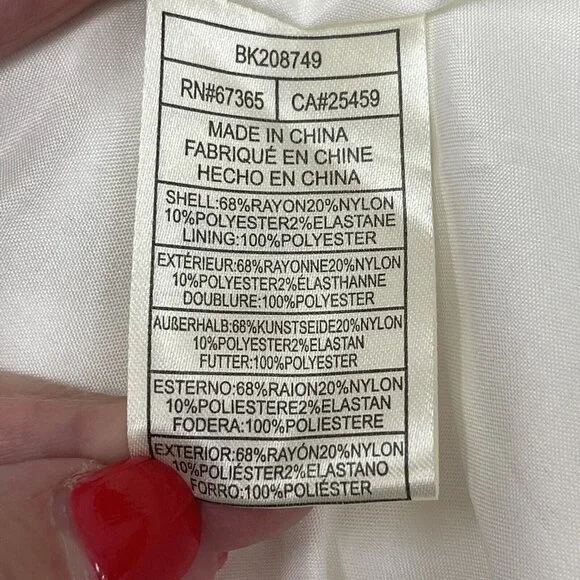 BK208749
RN#67365 CA#25459
MADE IN CHINA
FABRIQUÉ EN CHINE
HECHO EN CHINA
SHELL:68%RAYON20%NYLON
10%POLYESTER2%ELASTANE
LINING:100%POLYESTER
EXTÉRIEUR:68%RAYONNE20%NYLON
10%POLYESTER2%ÉLASTHANNE
DOUBLURE:100%POLYESTER
AUßERHALB:68%KUNSTSEIDE20%NYLON
10%POLYESTER2%ELASTAN
FUTTER:100%POLYESTER
ESTERNO:68%RAION20%NYLON
10%POLIESTERE2%ELASTAN
FODERA:100%POLIESTERE
EXTERIOR:68%RAYÓN20%NYLON
10%POLIÉSTER2%ELASTANO
FORRO:100%POLIÉSTER